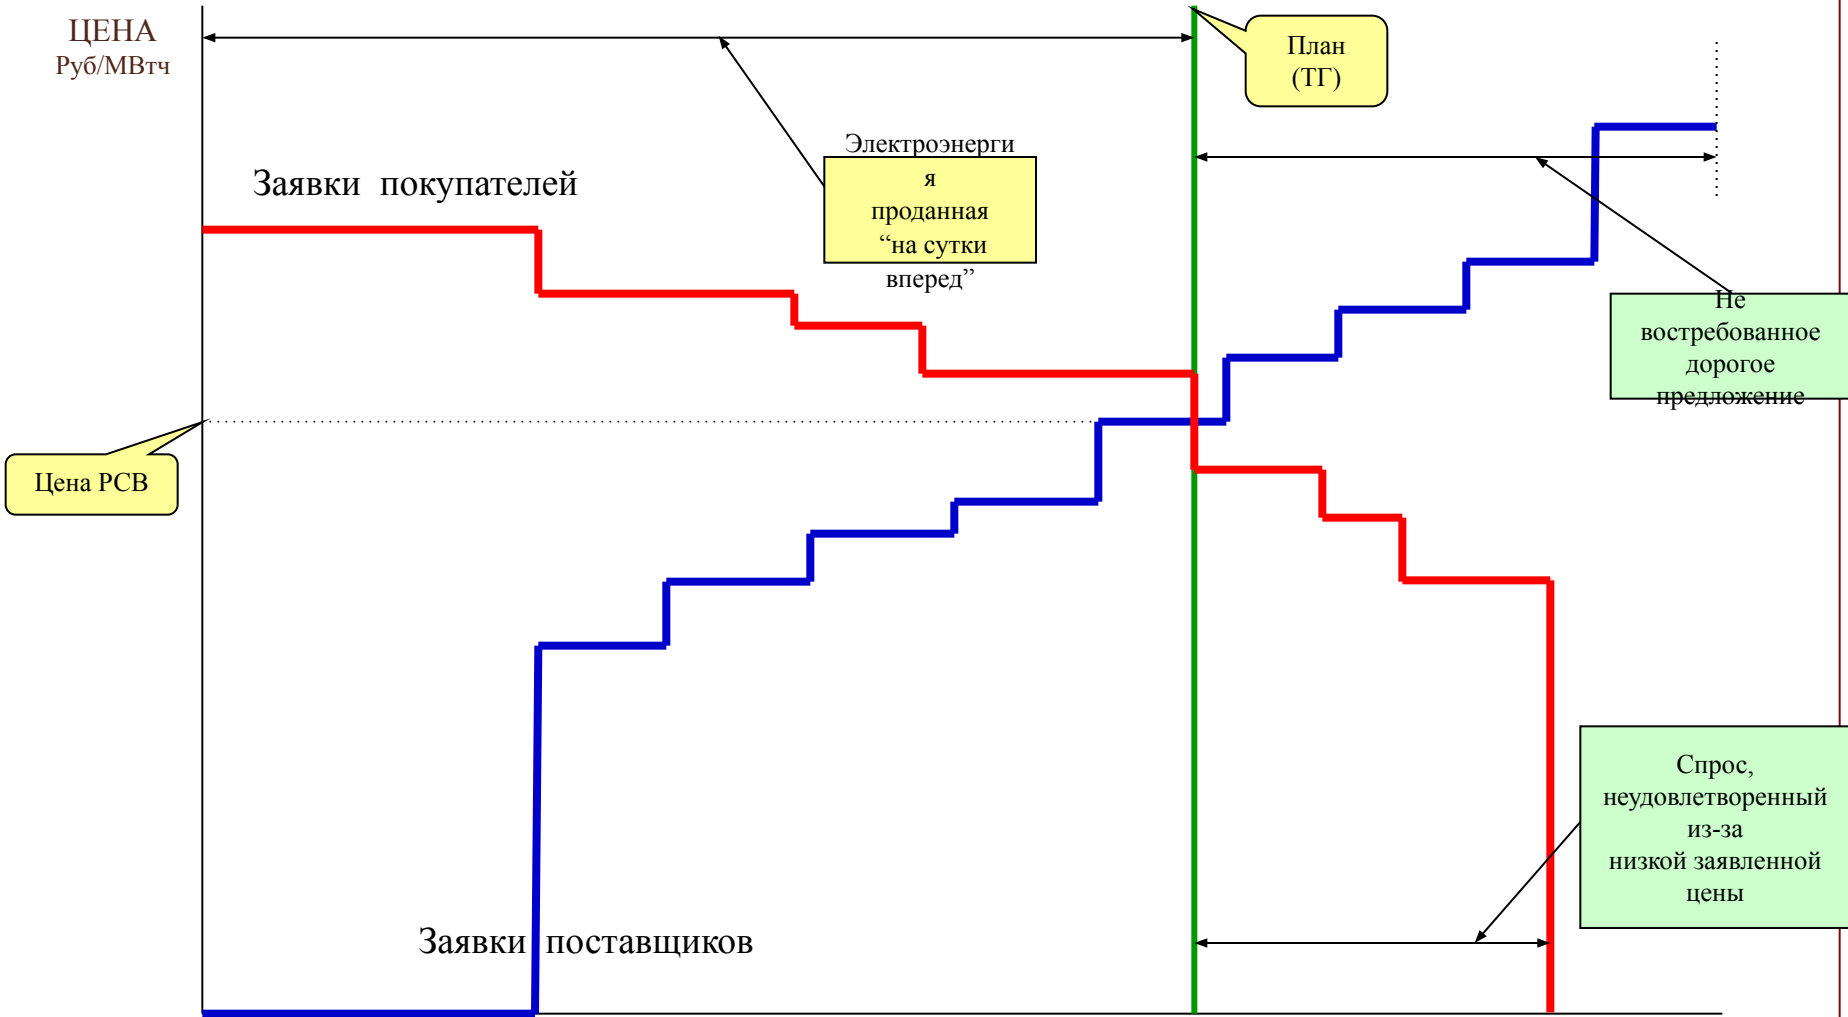 ЦЕНА
Руб/МВтч
План
(ТГ)
Электроэнерги
я
проданная
“на сутки
вперед”
Заявки покупателей
Не
востребованное
дорогое
предложение
Цена РСВ
Спрос,
неудовлетворенный
из-за
низкой заявленной
цены
Заявки поставщиков